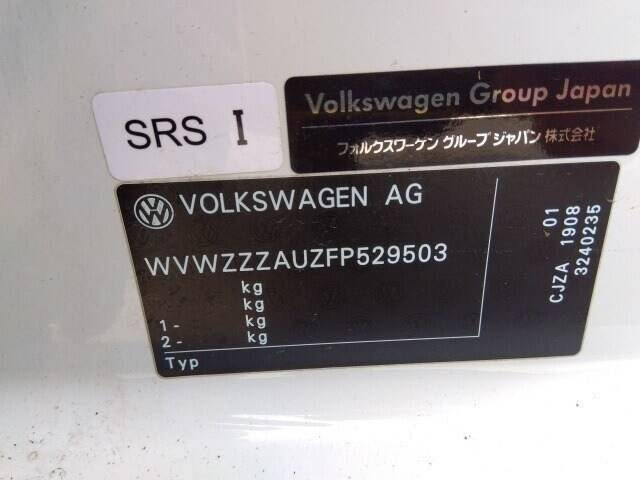 SRS I
Volkswagen Group Japan
フォルクスワーゲン グループ ジャパン 株式会社
VOLKSWAGEN AG
WVWZZZAUZFP529503
kg
kg
1- kg
2- kg
Typ
01
CJZA 1908
3240235